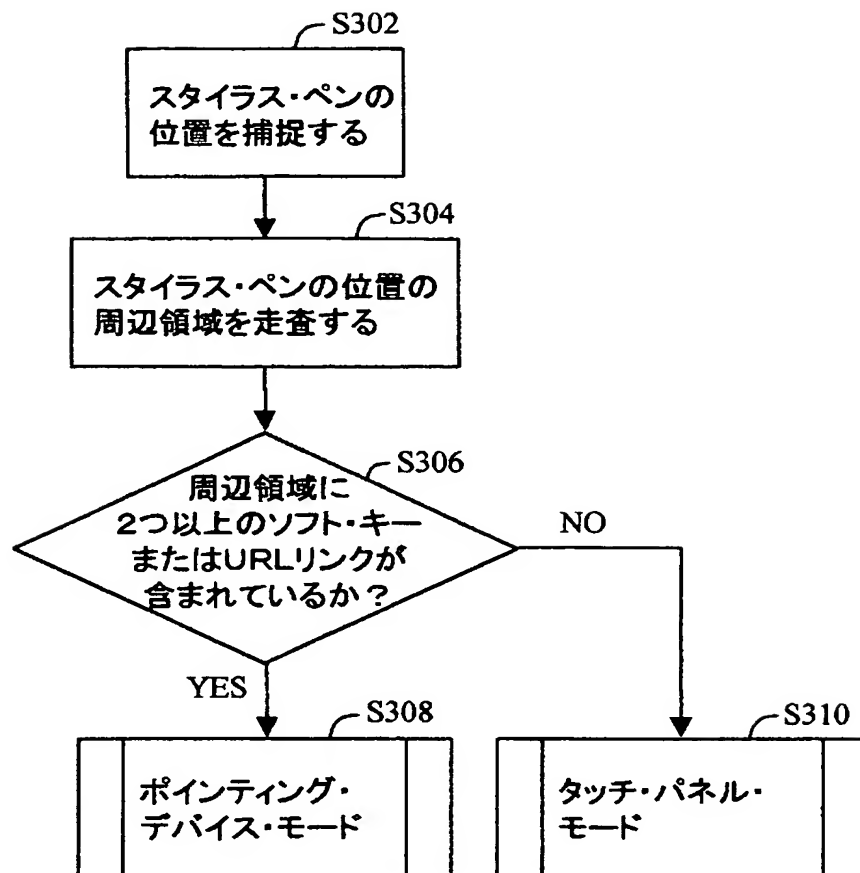 S302
スタイラス・ペンの
位置を捕捉する
S304
スタイラス・ペンの位置の
周辺領域を走査する
S306
周辺領域に
2つ以上のソフト・キー
またはURLリンクが
含まれているか？
NO
YES
S308
ポインティング・
デバイス・モード
S310
タッチ・パネル・
モード